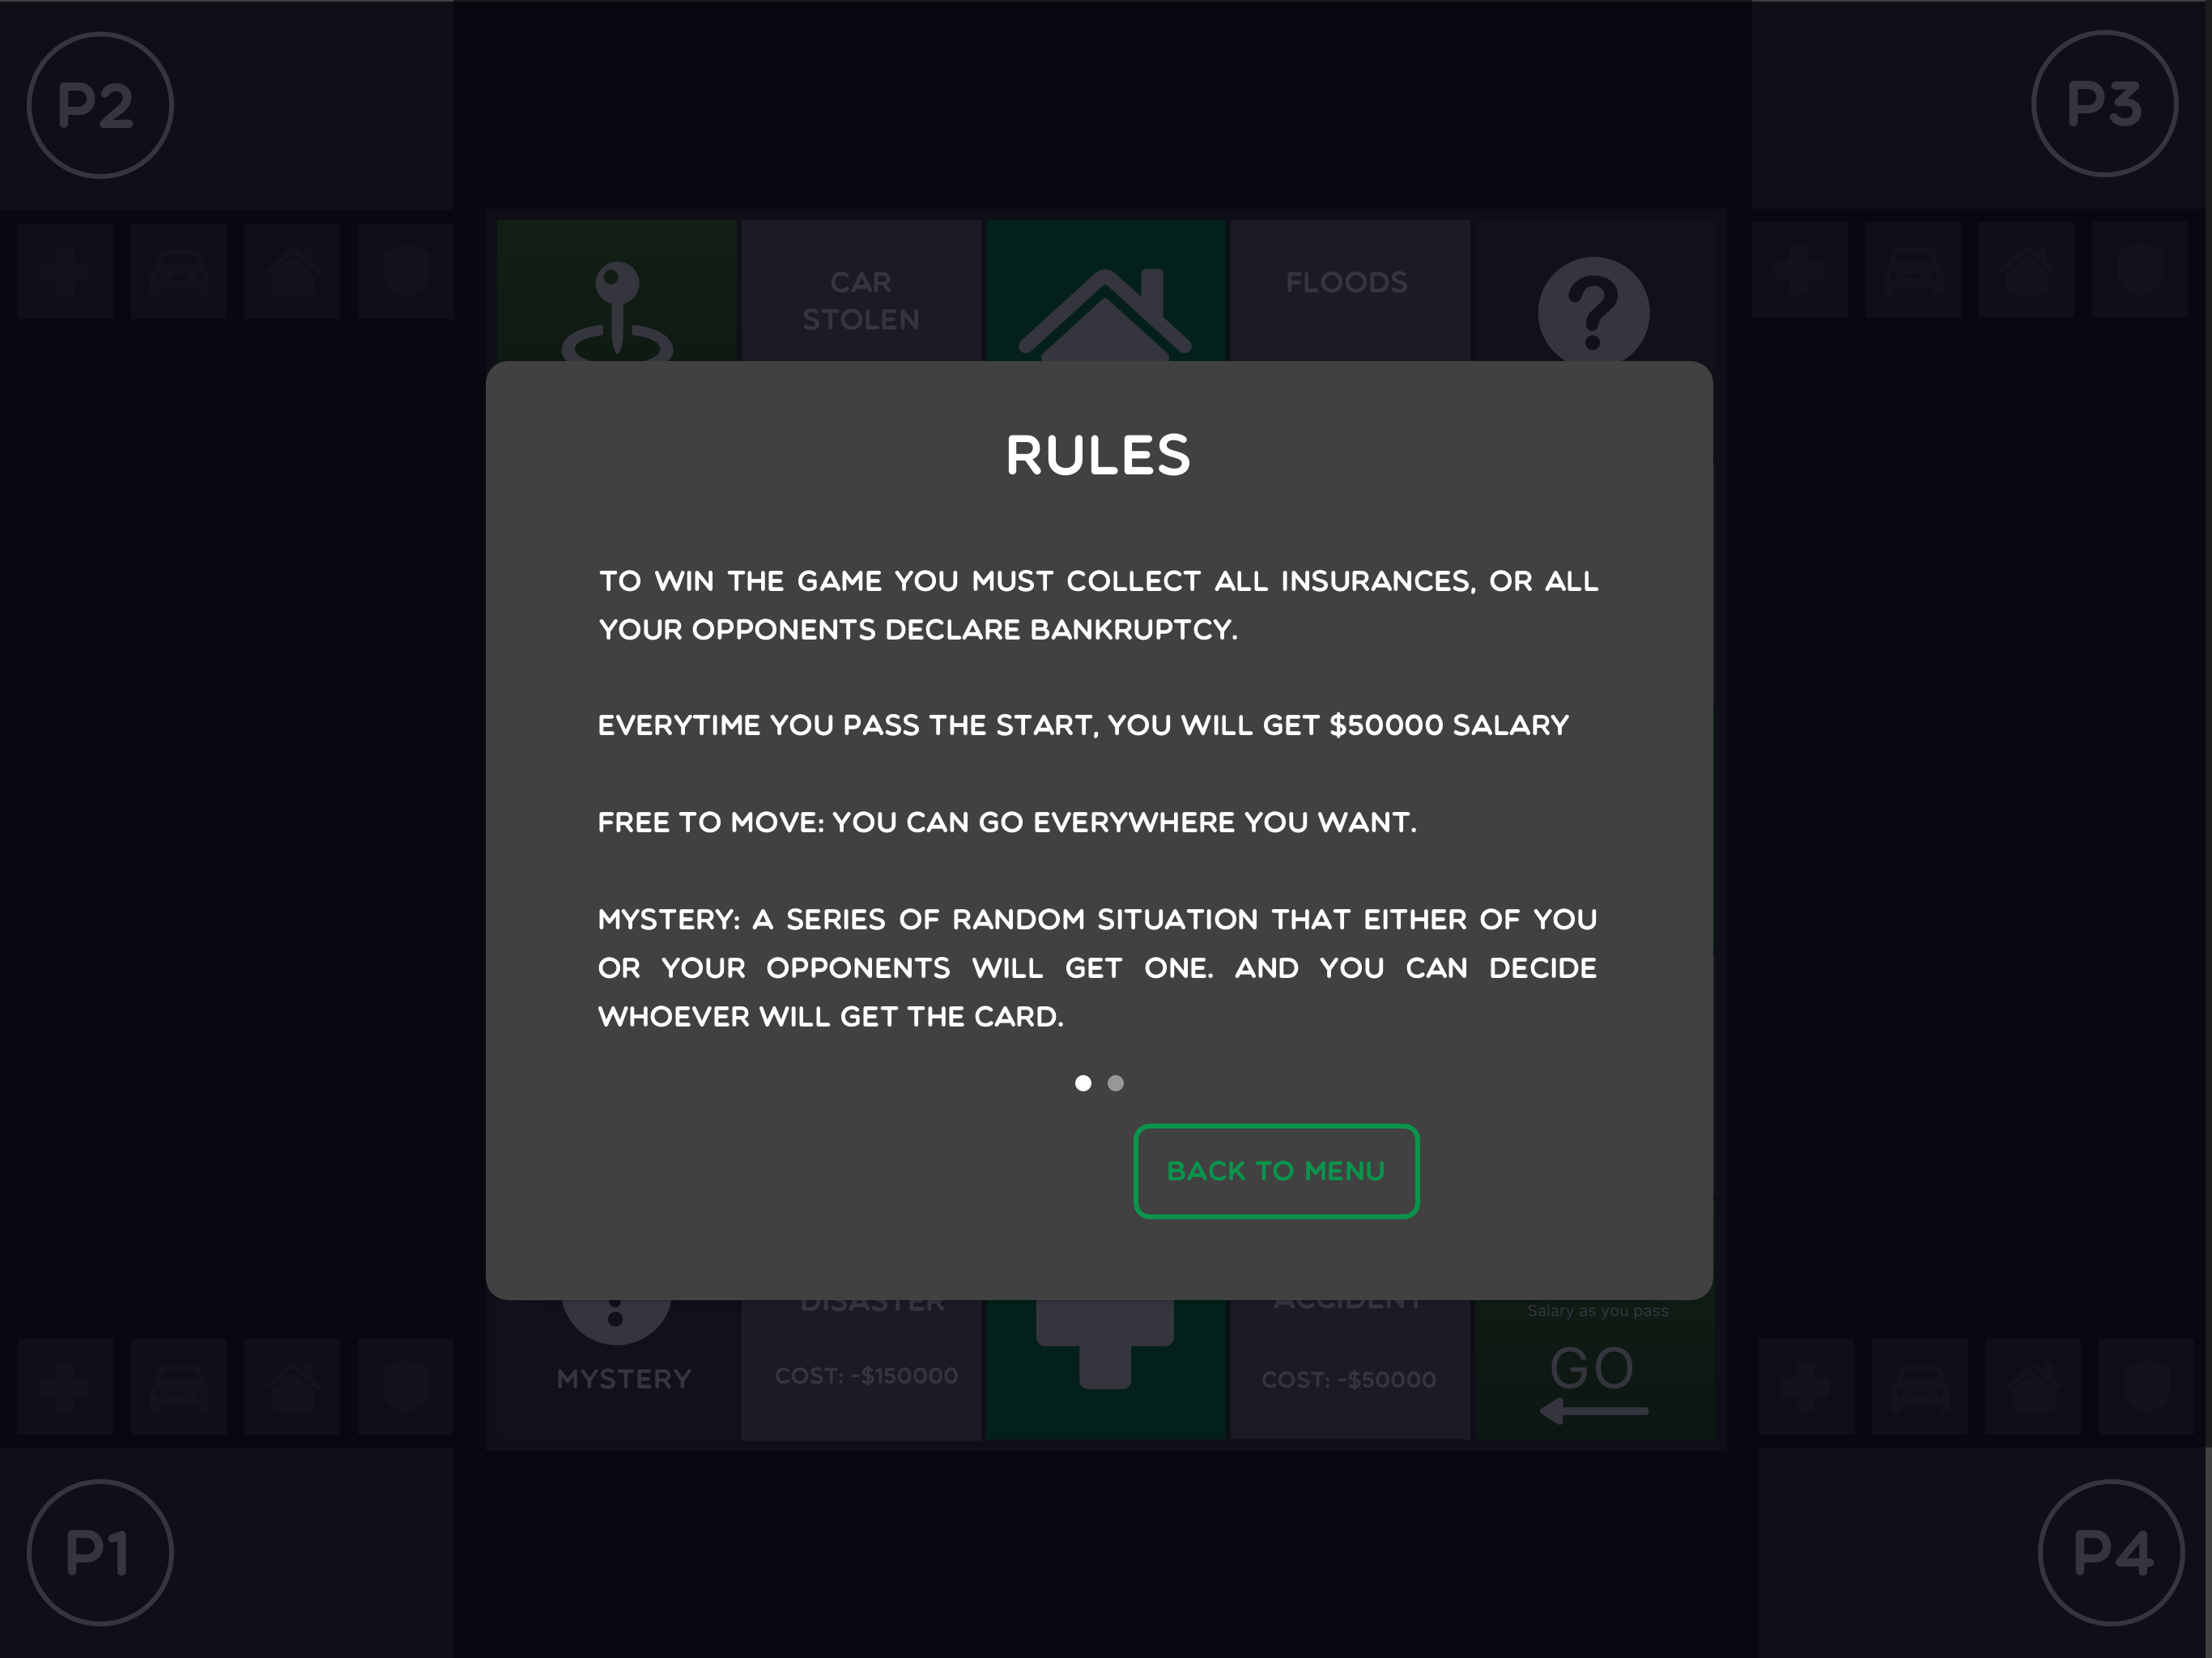 P2
P3
CAR
STOLEN
FLOODS
?
RULES
TO WIN THE GAME YOU MUST COLLECT ALL INSURANCES, OR ALL
YOUR OPPONENTS DECLARE BANKRUPTCY.
EVERYTIME YOU PASS THE START, YOU WILL GET $50000 SALARY
FREE TO MOVE: YOU CAN GO EVERYWHERE YOU WANT.
MYSTERY: A SERIES OF RANDOM SITUATION THAT EITHER OF YOU
OR YOUR OPPONENTS WILL GET ONE. AND YOU CAN DECIDE
WHOEVER WILL GET THE CARD.
BACK TO MENU
DISASTER
ACCIDENT
Salary as you pass
MYSTERY
COST: -$150000
COST: -$50000
GO
P1
P4